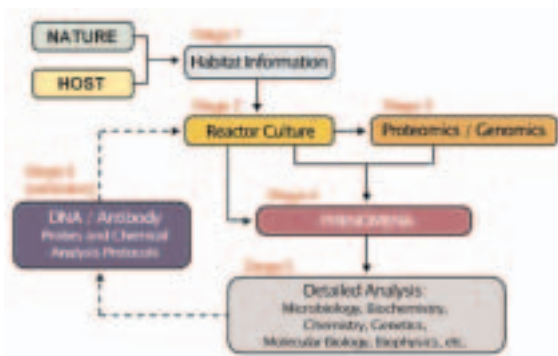 NATURE
HOST
Stage 1
Habitat Information
Stage 2
Reactor Culture
Stage 3
Proteomics / Genomics
Stage 4
PHENOMENA
Stage 5
Detailed Analysis:
Microbiology, Biochemistry,
Chemistry, Genetics,
Molecular Biology, Biophysics, etc.
Stage 6
DNA / Antibody
Probes and Chemical
Analysis Protocols